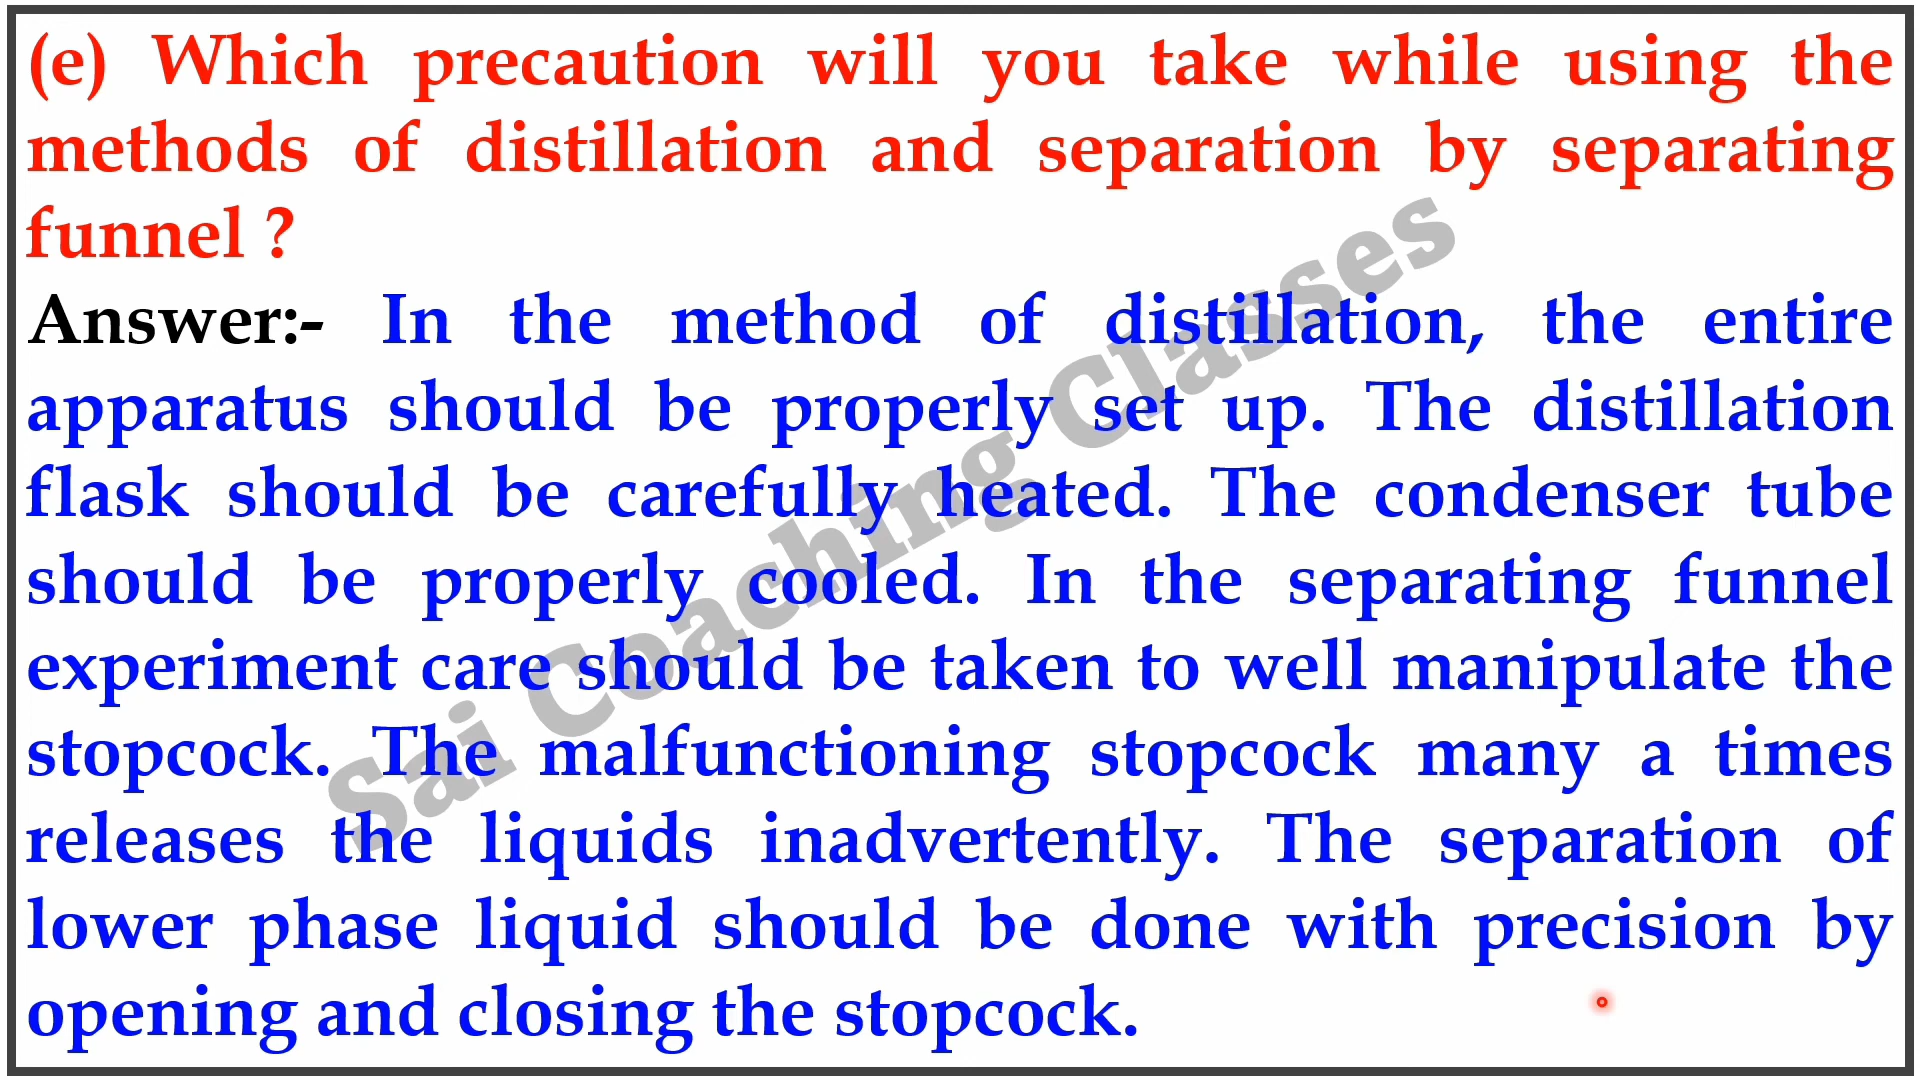 (e) Which precaution will you take while using the
methods of distillation and separation by separating
funnel ?
Answer:- In the method of distillation, the entire
apparatus should be properly set up. The distillation
flask should be carefully heated. The condenser tube
should be properly cooled. In the separating funnel
experiment care should be taken to well manipulate the
stopcock. The malfunctioning stopcock many a times
releases the liquids inadvertently. The separation of
lower phase liquid should be done with precision by
opening and closing the stopcock.
Sai Coaching Classes